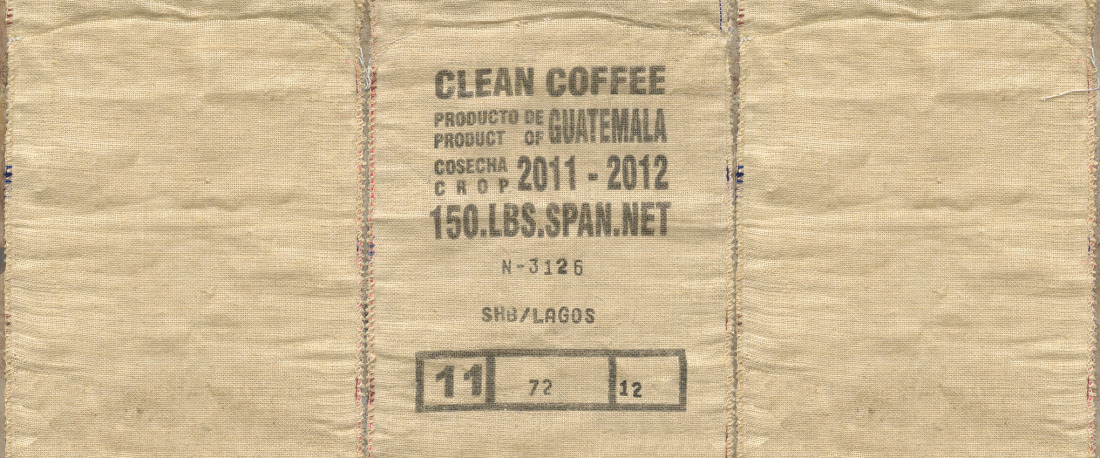 CLEAN COFFEE
PRODUCTO DE
PRODUCT OF GUATEMALA
COSECHA
CROP 2011 - 2012
150.LBS.SPAN.NET
N-3126
SHB/LAGOS
11 72 12